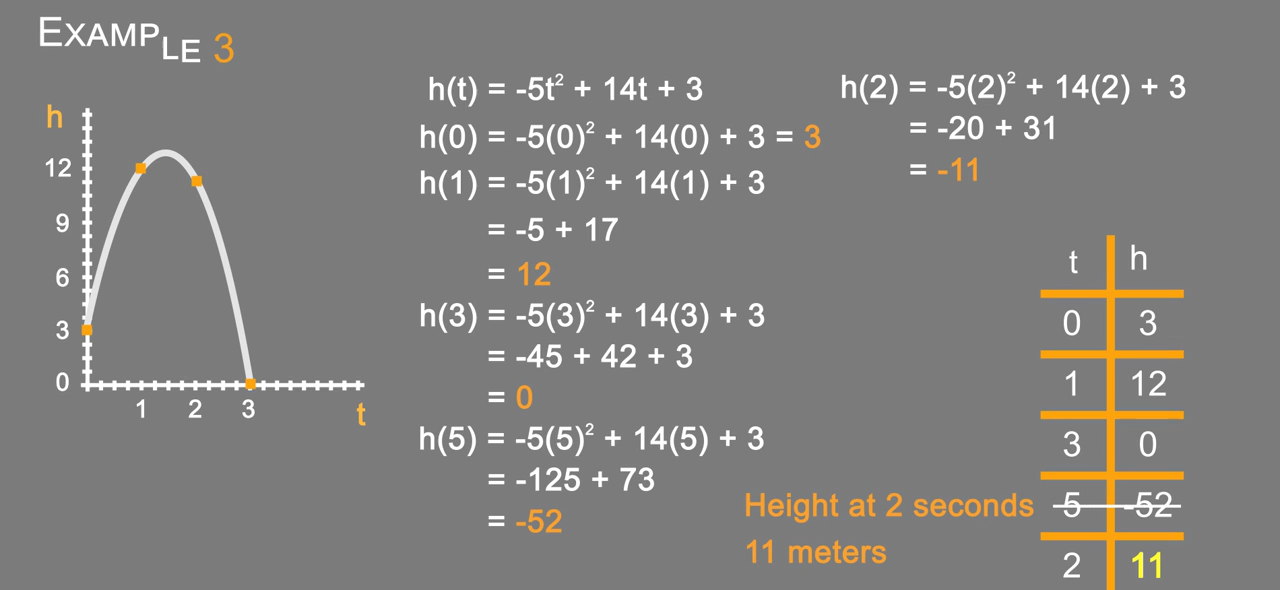 EXAMPLE 3
h
12
9
6
3
0
1 2 3
t
h(t) = -5t² + 14t + 3
h(0) = -5(0)² + 14(0) + 3 = 3
h(1) = -5(1)² + 14(1) + 3
= -5 + 17
= 12
h(3) = -5(3)² + 14(3) + 3
= -45 + 42 + 3
= 0
h(5) = -5(5)² + 14(5) + 3
= -125 + 73
= -52
h(2) = -5(2)² + 14(2) + 3
= -20 + 31
= -11
Height at 2 seconds
11 meters
t h
0 3
1 12
3 0
5 -52
2 11